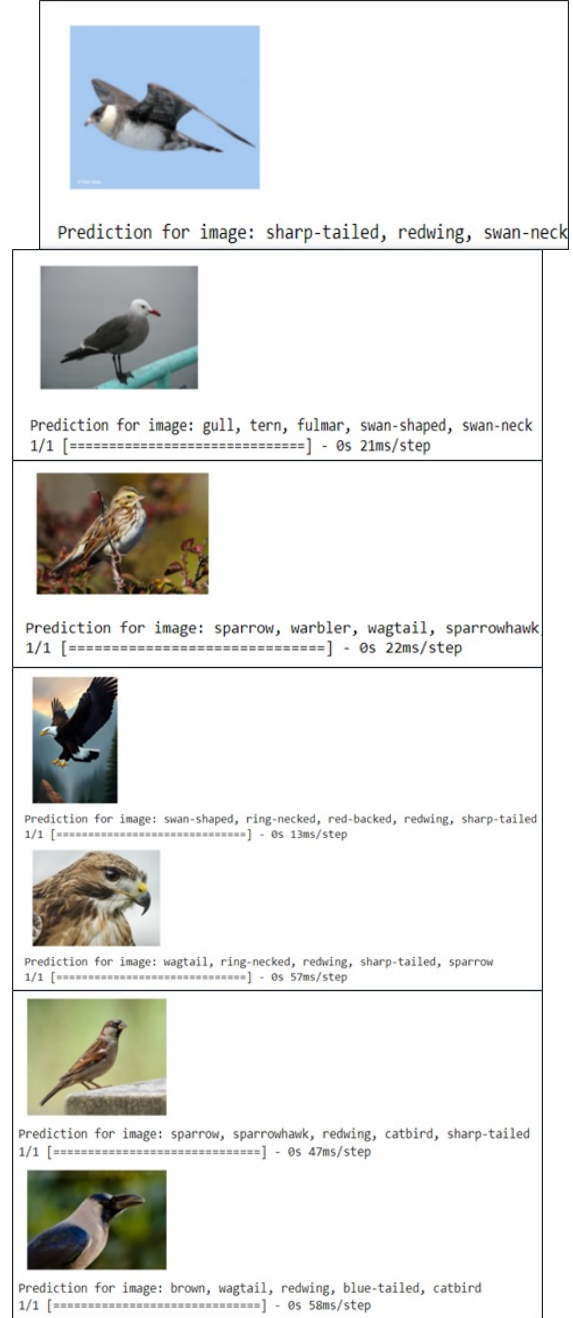 Prediction for image: sharp-tailed, redwing, swan-neck
Prediction for image: gull, tern, fulmar, swan-shaped, swan-neck
1/1 [==============================] - 0s 21ms/step
Prediction for image: sparrow, warbler, wagtail, sparrowhawk,
1/1 [==============================] - 0s 22ms/step
Prediction for image: swan-shaped, ring-necked, red-backed, redwing, sharp-tailed
1/1 [==============================] - 0s 13ms/step
Prediction for image: wagtail, ring-necked, redwing, sharp-tailed, sparrow
1/1 [==============================] - 0s 57ms/step
Prediction for image: sparrow, sparrowhawk, redwing, catbird, sharp-tailed
1/1 [==============================] - 0s 47ms/step
Prediction for image: brown, wagtail, redwing, blue-tailed, catbird
1/1 [==============================] - 0s 58ms/step